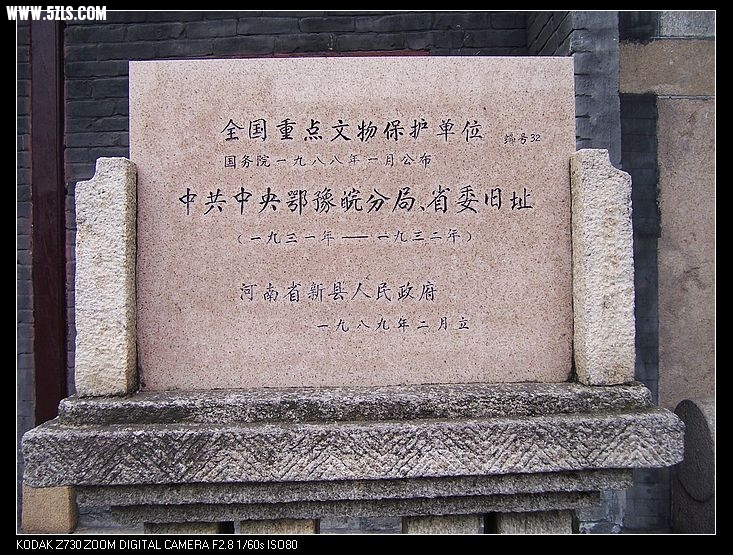 WWW.5ZLS.COM
全国重点文物保护单位 编号32
国务院一九八八年一月公布
中共中央鄂豫皖分局、省委旧址
(一九三一年——一九三二年)
河南省新县人民政府
一九八九年二月立
KODAK Z730 ZOOM DIGITAL CAMERA F2.8 1/60s ISO80